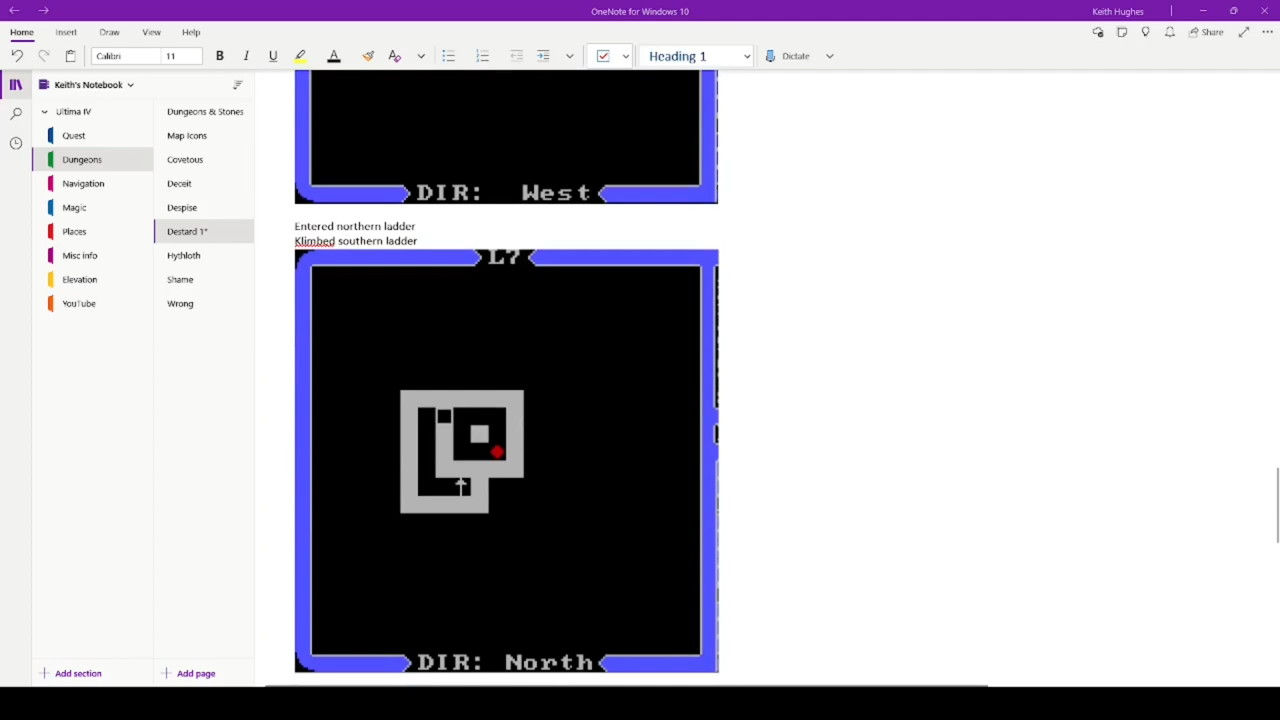 OneNote for Windows 10
Keith Hughes
Home Insert Draw View Help
Share
Calibri 11 B I U A Heading 1 Dictate
Keith's Notebook
Ultima IV
Quest
Dungeons
Navigation
Magic
Places
Misc info
Elevation
YouTube
Add section
Dungeons & Stones
Map Icons
Covetous
Deceit
Despise
Destard 1*
Hythloth
Shame
Wrong
Add page
DIR: West
Entered northern ladder
Klimbed southern ladder
L7
DIR: North